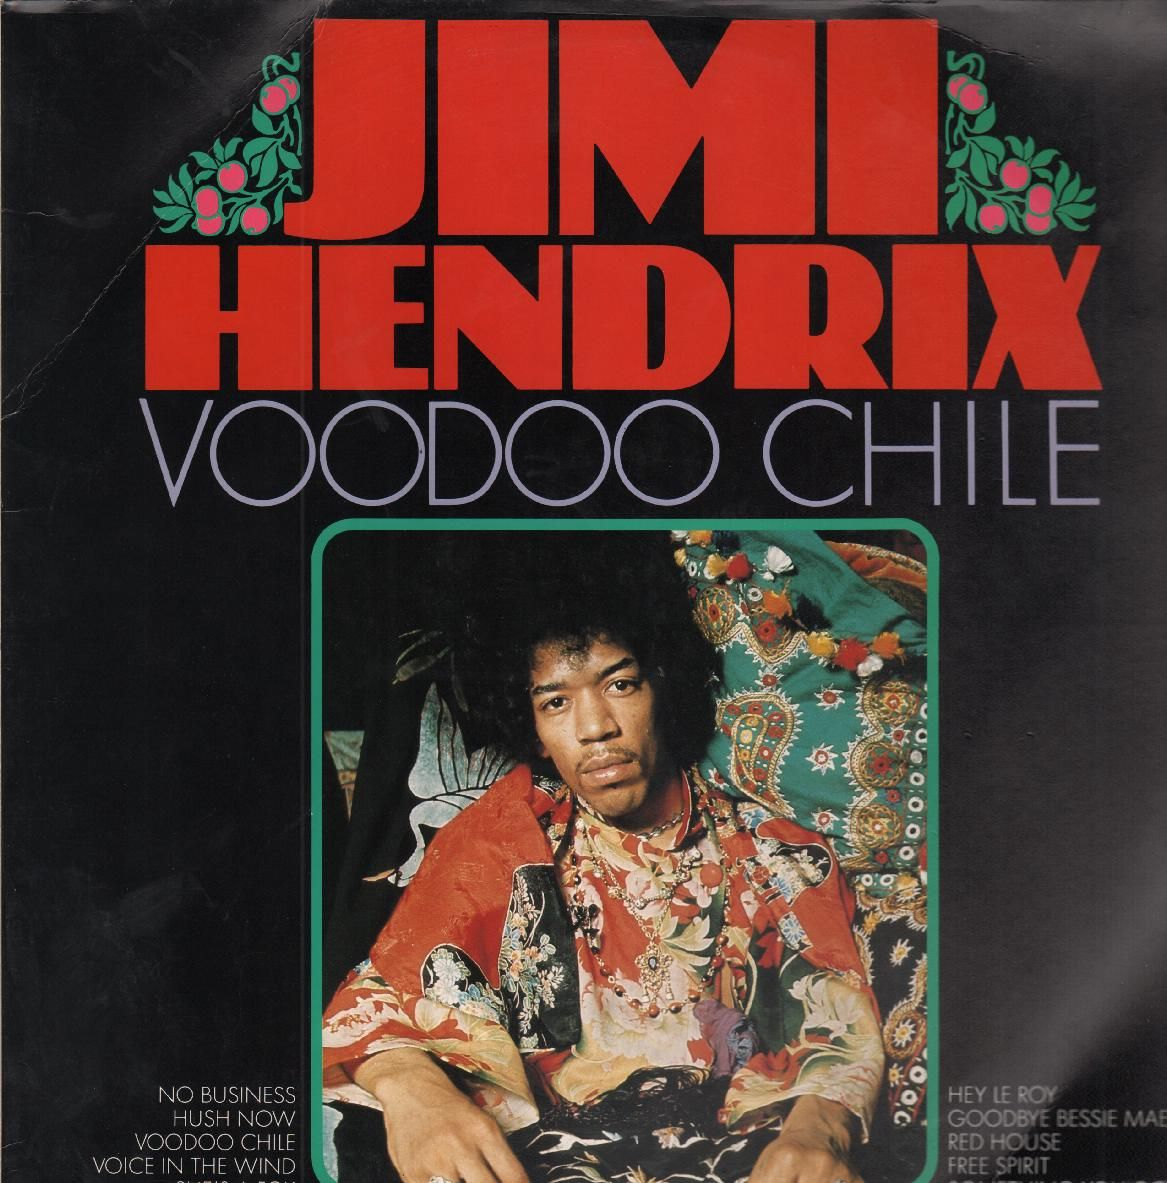 JIMI
HENDRIX
VOODOO CHILE
NO BUSINESS
HUSH NOW
VOODOO CHILE
VOICE IN THE WIND
HEY LE ROY
GOODBYE BESSIE MAE
RED HOUSE
FREE SPIRIT